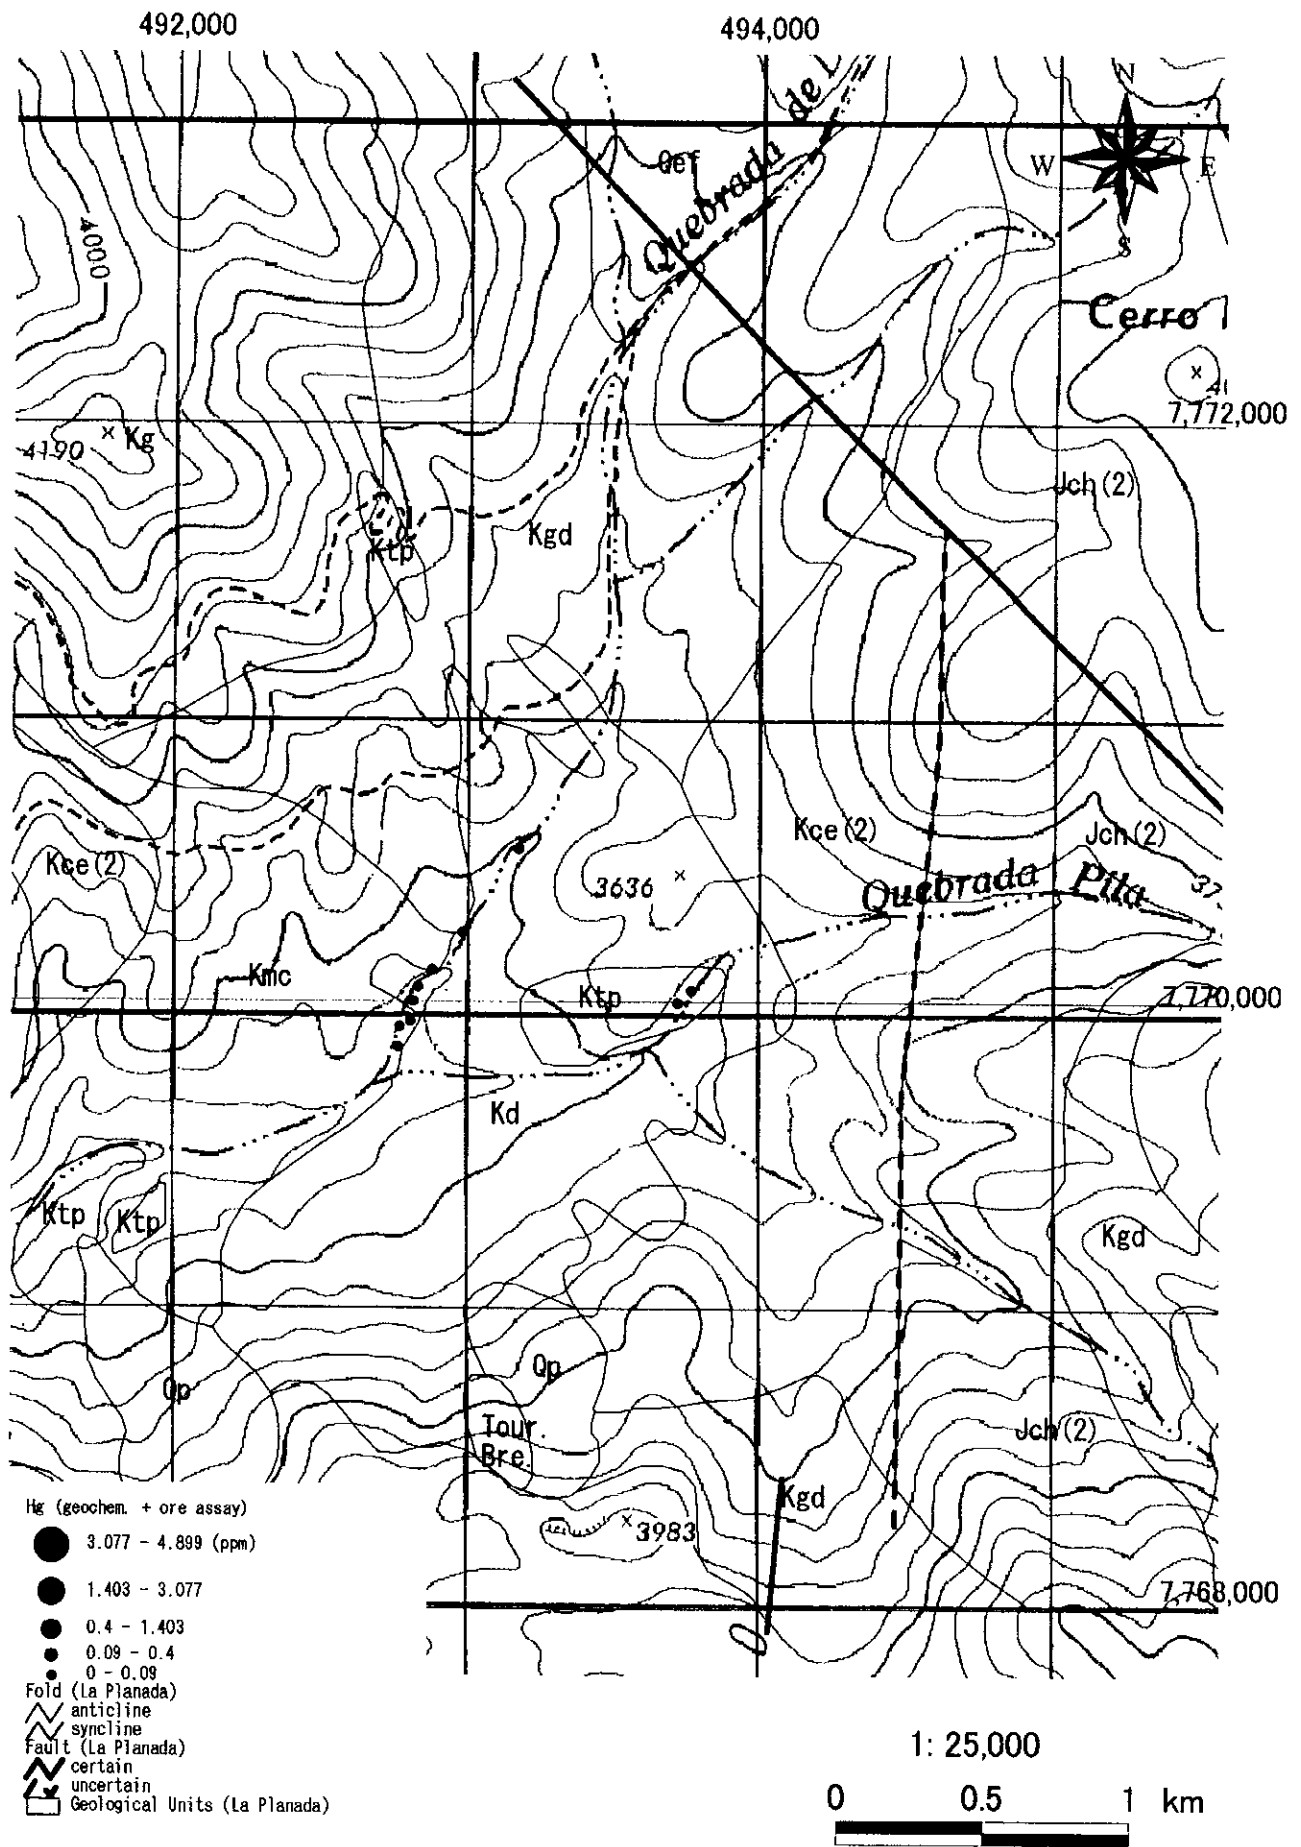 492,000
494,000
Quebrada de
Qef
N
W
E
S
4000
Cerro
7,772,000
4190
Kg
Jch(2)
Ktp
Kgd
Kce(2)
Jch(2)
Kce(2)
3636
Quebrada Pila
37
Kmc
Ktp
7,770,000
Kd
Ktp
Ktp
Kgd
Qp
Qp
Tour.
Bre.
Jch(2)
Kgd
3983
7,768,000
Hg (geochem. + ore assay)
3.077 - 4.899 (ppm)
1.403 - 3.077
0.4 - 1.403
0.09 - 0.4
0 - 0.09
Fold (La Planada)
anticline
syncline
Fault (La Planada)
certain
uncertain
Geological Units (La Planada)
1: 25,000
0 0.5 1 km